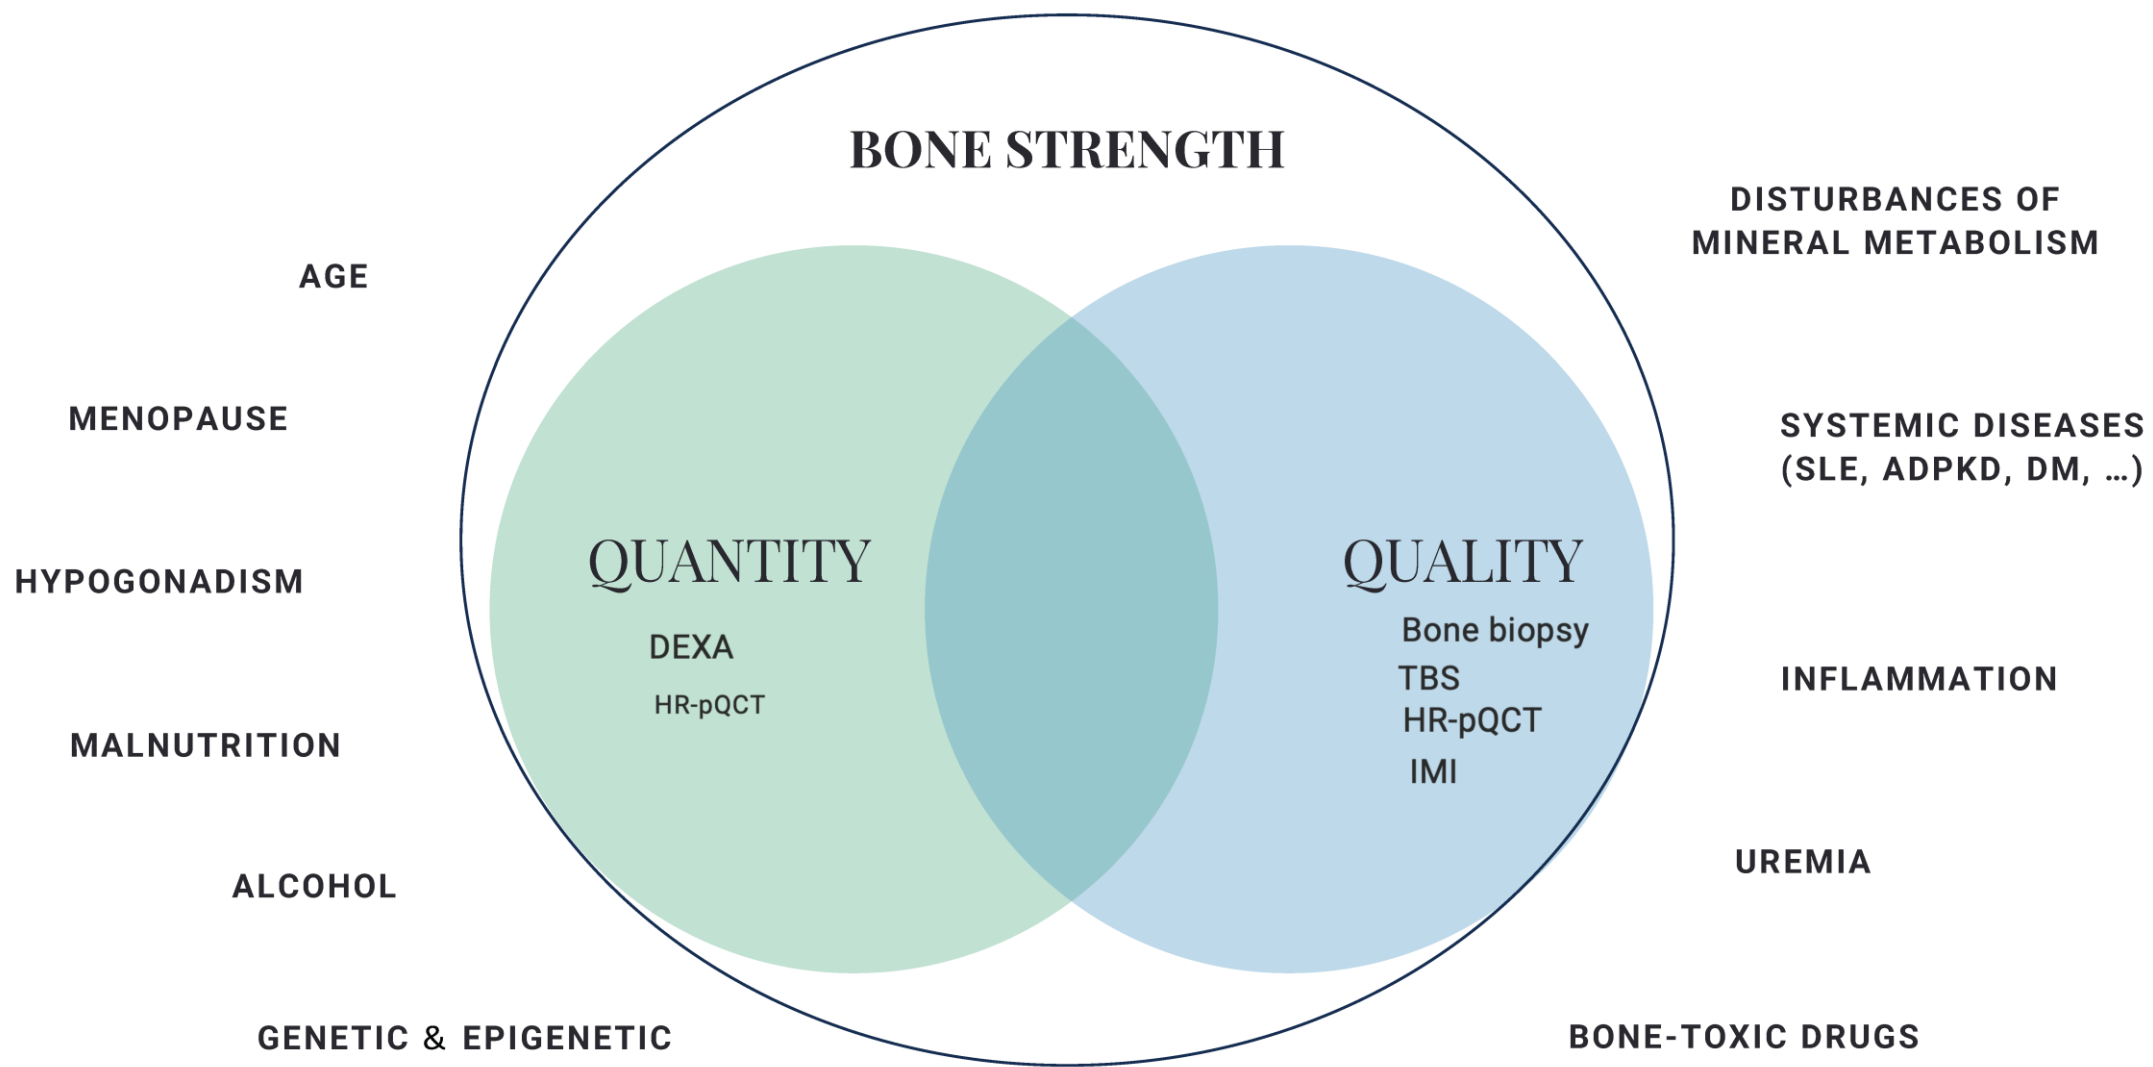 BONE STRENGTH
AGE
MENOPAUSE
HYPOGONADISM
MALNUTRITION
ALCOHOL
GENETIC & EPIGENETIC
QUANTITY
DEXA
HR-pQCT
QUALITY
Bone biopsy
TBS
HR-pQCT
IMI
DISTURBANCES OF
MINERAL METABOLISM
SYSTEMIC DISEASES
(SLE, ADPKD, DM, …)
INFLAMMATION
UREMIA
BONE-TOXIC DRUGS